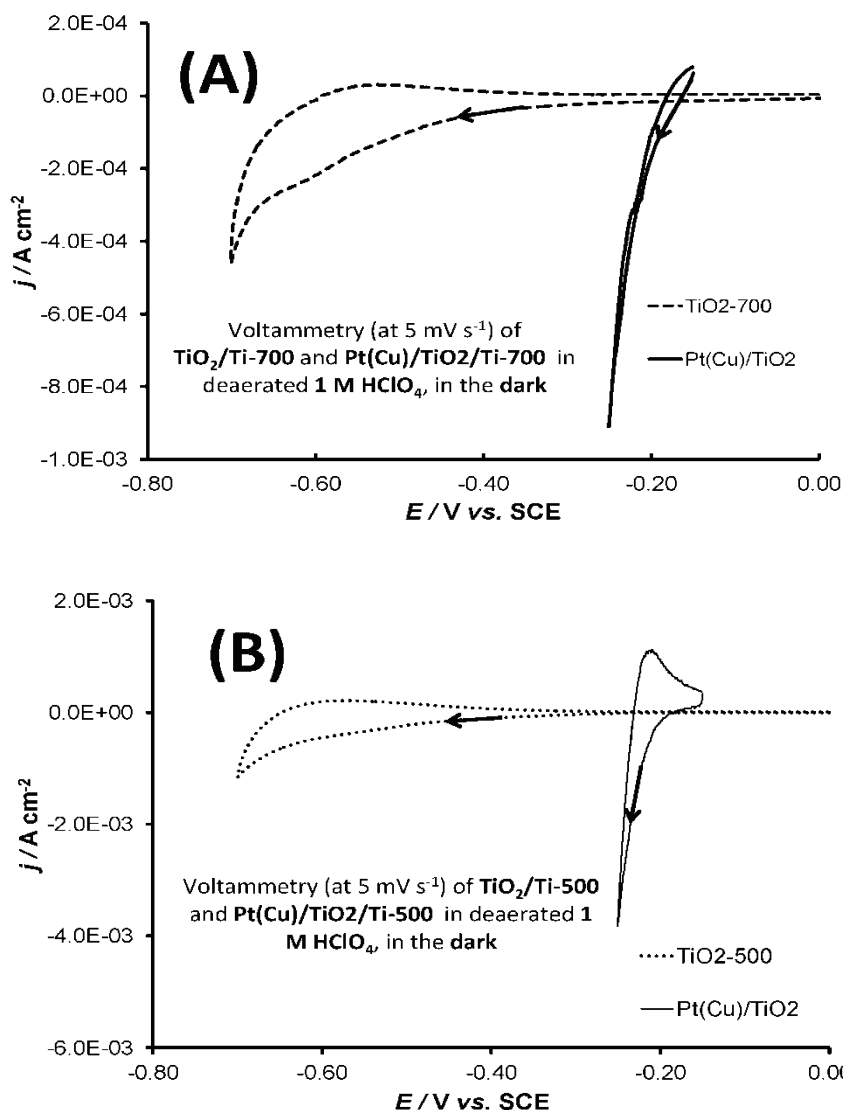 2.0E-04
(A)
0.0E+00
-2.0E-04
-4.0E-04
-6.0E-04
-8.0E-04
-1.0E-03
j / A cm⁻²
Voltammetry (at 5 mV s⁻¹) of
TiO₂/Ti-700 and Pt(Cu)/TiO2/Ti-700 in
deaerated 1 M HClO₄, in the dark
TiO2-700
Pt(Cu)/TiO2
-0.80
-0.60
-0.40
-0.20
0.00
E / V vs. SCE
2.0E-03
(B)
0.0E+00
-2.0E-03
-4.0E-03
-6.0E-03
j / A cm⁻²
Voltammetry (at 5 mV s⁻¹) of TiO₂/Ti-500
and Pt(Cu)/TiO2/Ti-500 in deaerated 1
M HClO₄, in the dark
TiO2-500
Pt(Cu)/TiO2
-0.80
-0.60
-0.40
-0.20
0.00
E / V vs. SCE